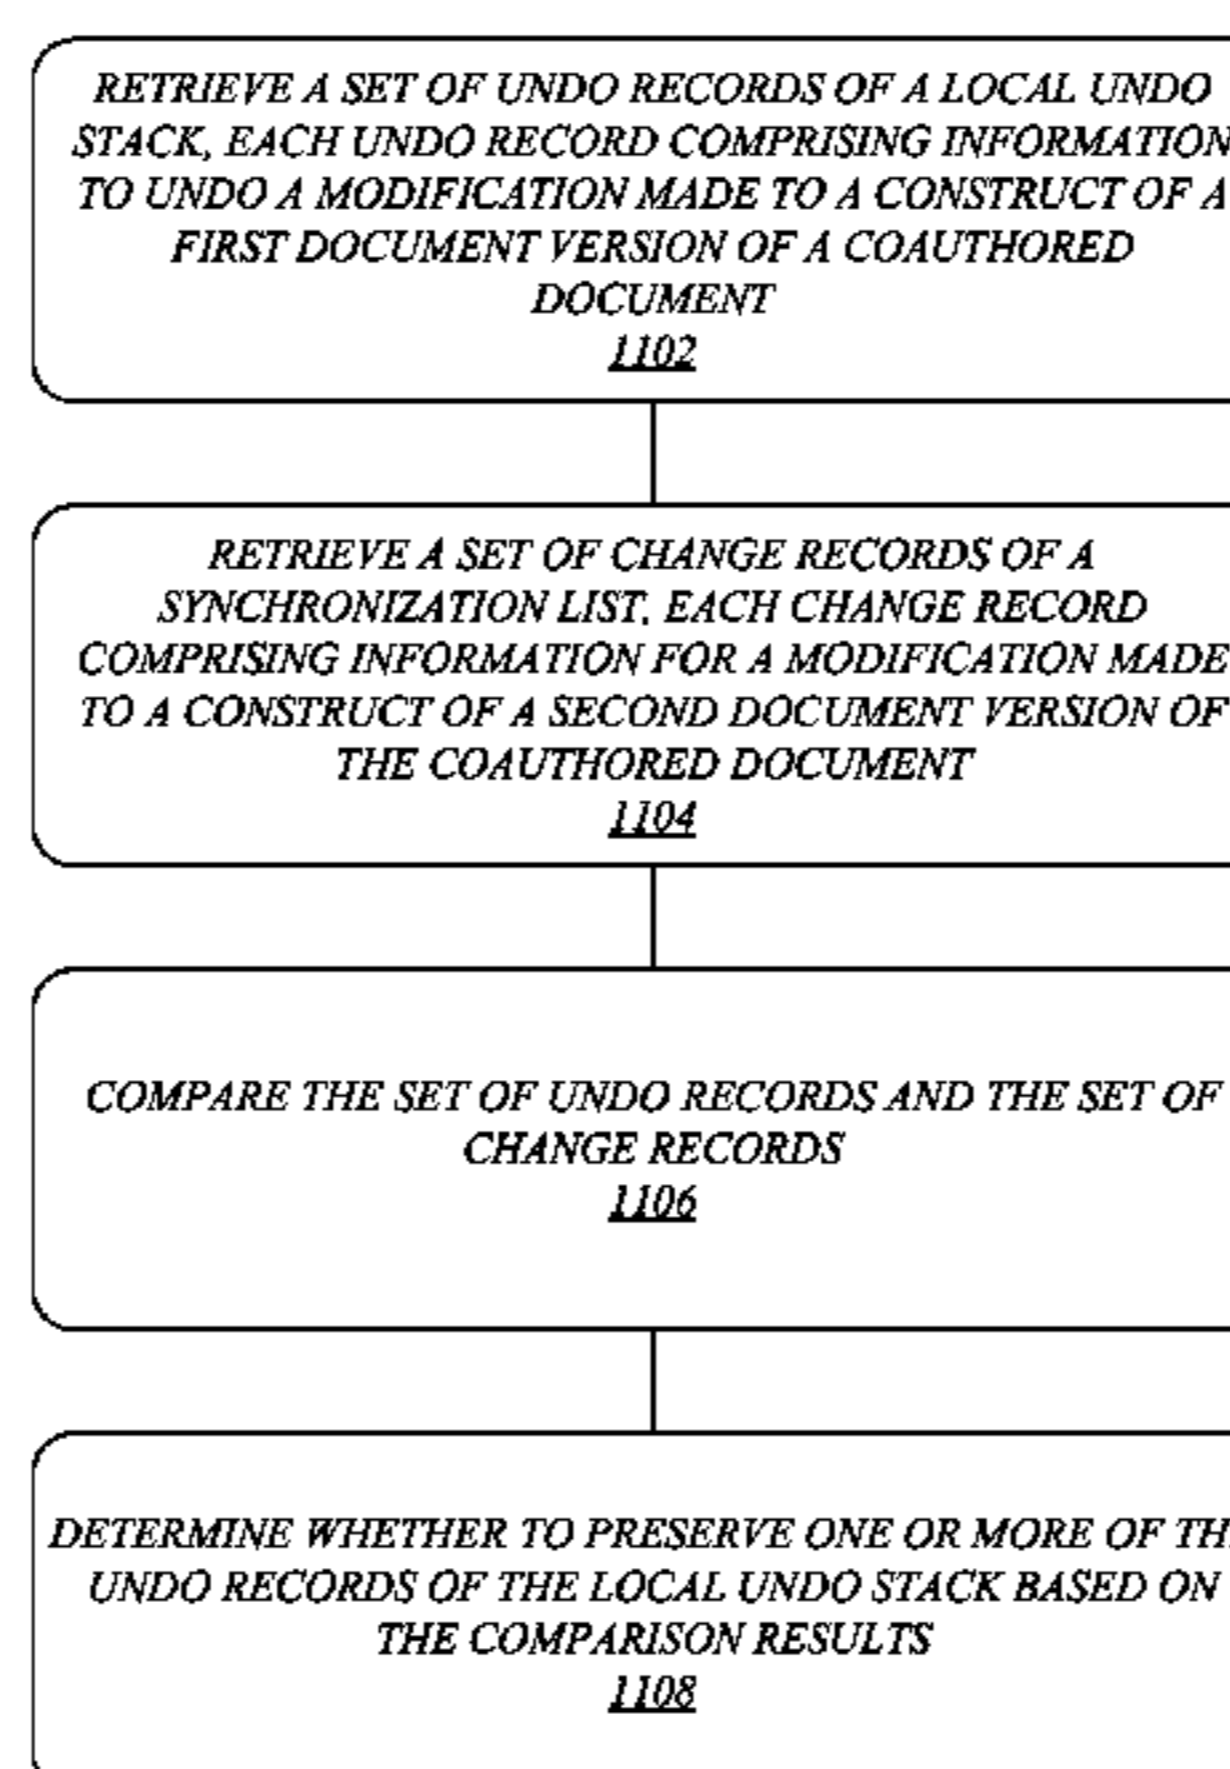 RETRIEVE A SET OF UNDO RECORDS OF A LOCAL UNDO
STACK, EACH UNDO RECORD COMPRISING INFORMATION
TO UNDO A MODIFICATION MADE TO A CONSTRUCT OF A
FIRST DOCUMENT VERSION OF A COAUTHORED
DOCUMENT
1102
RETRIEVE A SET OF CHANGE RECORDS OF A
SYNCHRONIZATION LIST, EACH CHANGE RECORD
COMPRISING INFORMATION FOR A MODIFICATION MADE
TO A CONSTRUCT OF A SECOND DOCUMENT VERSION OF
THE COAUTHORED DOCUMENT
1104
COMPARE THE SET OF UNDO RECORDS AND THE SET OF
CHANGE RECORDS
1106
DETERMINE WHETHER TO PRESERVE ONE OR MORE OF THE
UNDO RECORDS OF THE LOCAL UNDO STACK BASED ON
THE COMPARISON RESULTS
1108